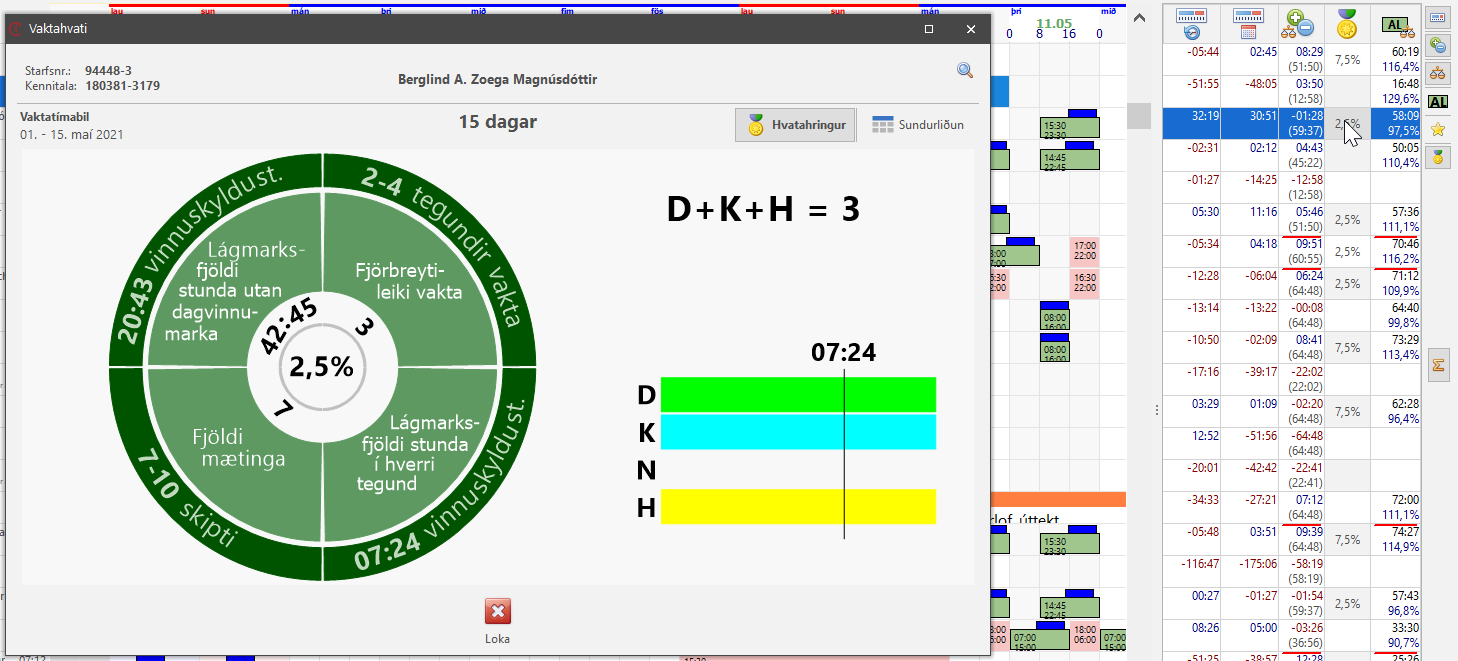 lau sun mán þri mið fim fös lau sun mán þri mið
Vaktahvati
Starfsnr.: 94448-3
Kennitala: 180381-3179
Berglind A. Zoega Magnúsdóttir
Vaktatímabil
01. - 15. maí 2021
15 dagar
Hvatahringur
Sundurliðun
20:43 vinnuskyldust.
2-4 tegundir vakta
7-10 skipti
07:24 vinnuskyldust.
Lágmarks-
fjöldi
stunda utan
dagvinnu-
marka
Fjörbreyti-
leiki vakta
Fjöldi
mætinga
Lágmarks-
fjöldi stunda
í hverri
tegund
42:45
3
7
2,5%
D+K+H = 3
07:24
D
K
N
H
Loka
11.05
0 8 16 0
15:30
23:30
14:45
22:45
17:00
22:00
16:30
22:00
08:00
16:00
08:00
16:00
úttekt
15:30
23:30
14:45
22:45
07:00
15:00
18:00
06:00
07:00
15:00
AL
-05:44 02:45 08:29 7,5% 60:19
(51:50) 116,4%
-51:55 -48:05 03:50 16:48
(12:58) 129,6%
32:19 30:51 -01:28 58:09
(59:37) 97,5%
-02:31 02:12 04:43 50:05
(45:22) 110,4%
-01:27 -14:25 -12:58
(12:58)
05:30 11:16 05:46 2,5% 57:36
(51:50) 111,1%
-05:34 04:18 09:51 2,5% 70:46
(60:55) 116,2%
-12:28 -06:04 06:24 2,5% 71:12
(64:48) 109,9%
-13:14 -13:22 -00:08 64:40
(64:48) 99,8%
-10:50 -02:09 08:41 7,5% 73:29
(64:48) 113,4%
-17:16 -39:17 -22:02
(22:02)
03:29 01:09 -02:20 7,5% 62:28
(64:48) 96,4%
12:52 -51:56 -64:48
(64:48)
-20:01 -42:42 -22:41
(22:41)
-34:33 -27:21 07:12 72:00
(64:48) 111,1%
-05:48 03:51 09:39 7,5% 74:27
(64:48) 114,9%
-116:47 -175:06 -58:19
(58:19)
00:27 -01:27 -01:54 2,5% 57:43
(59:37) 96,8%
08:26 05:00 -03:26 33:30
(36:56) 90,7%
-51:25 -38:57 12:28 25:26
AL
Σ